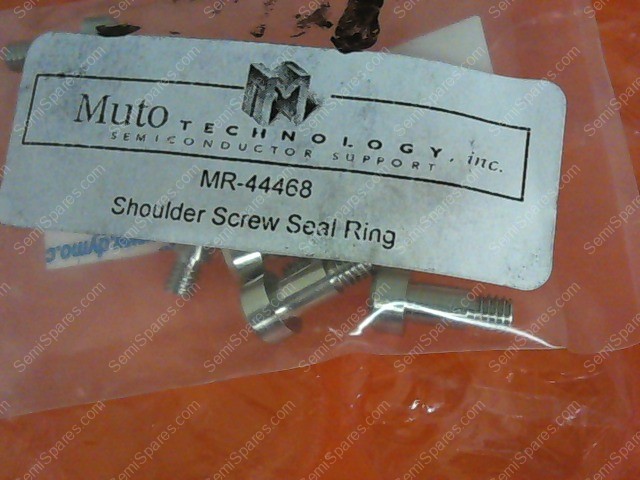 Muto TECHNOLOGY, inc.
SEMICONDUCTOR SUPPORT
MR-44468
Shoulder Screw Seal Ring
SemiSpares.com